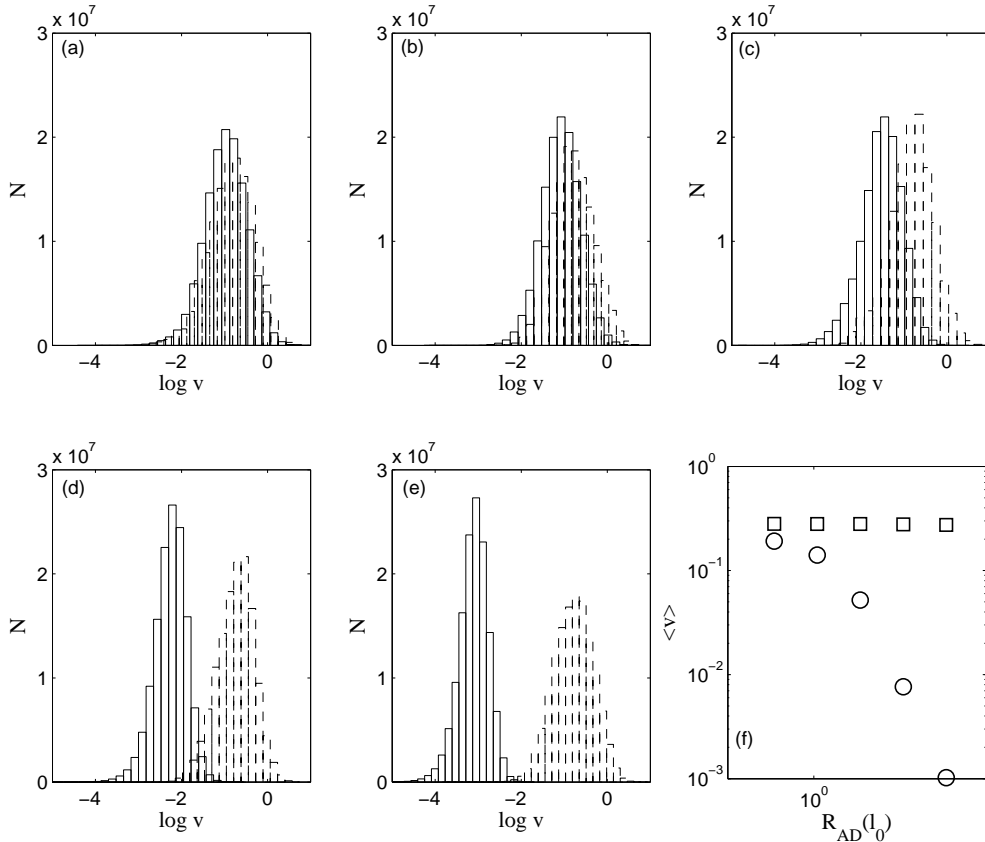 x 10^7
(a)
3
2
1
0
N
−4 −2 0
log v
x 10^7
(b)
3
2
1
0
N
−4 −2 0
log v
x 10^7
(c)
3
2
1
0
N
−4 −2 0
log v
x 10^7
(d)
3
2
1
0
N
−4 −2 0
log v
x 10^7
(e)
3
2
1
0
N
−4 −2 0
log v
10^0
10^−1
10^−2
10^−3
<v>
(f)
10^0
R_AD(l_0)